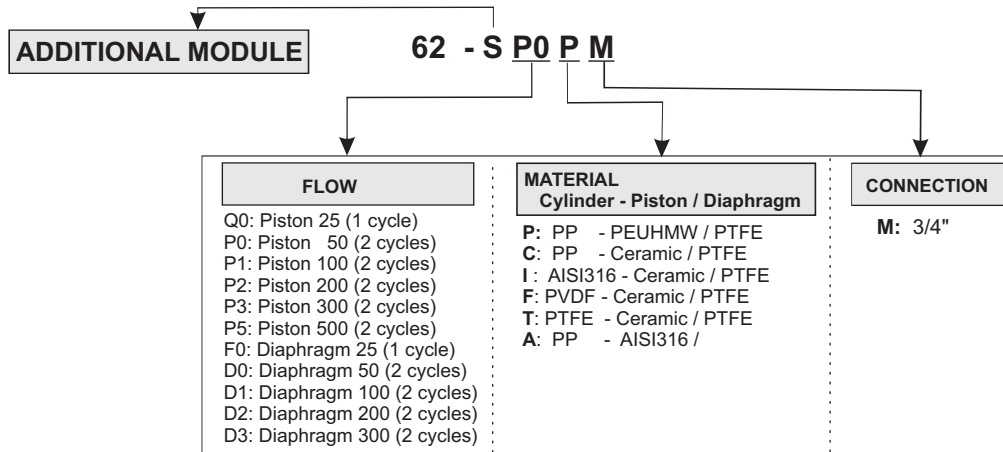 ADDITIONAL MODULE
62 - S P0 P M
FLOW
Q0: Piston 25 (1 cycle)
P0: Piston 50 (2 cycles)
P1: Piston 100 (2 cycles)
P2: Piston 200 (2 cycles)
P3: Piston 300 (2 cycles)
P5: Piston 500 (2 cycles)
F0: Diaphragm 25 (1 cycle)
D0: Diaphragm 50 (2 cycles)
D1: Diaphragm 100 (2 cycles)
D2: Diaphragm 200 (2 cycles)
D3: Diaphragm 300 (2 cycles)
MATERIAL
Cylinder - Piston / Diaphragm
P: PP - PEUHMW / PTFE
C: PP - Ceramic / PTFE
I : AISI316 - Ceramic / PTFE
F: PVDF - Ceramic / PTFE
T: PTFE - Ceramic / PTFE
A: PP - AISI316 /
CONNECTION
M: 3/4"